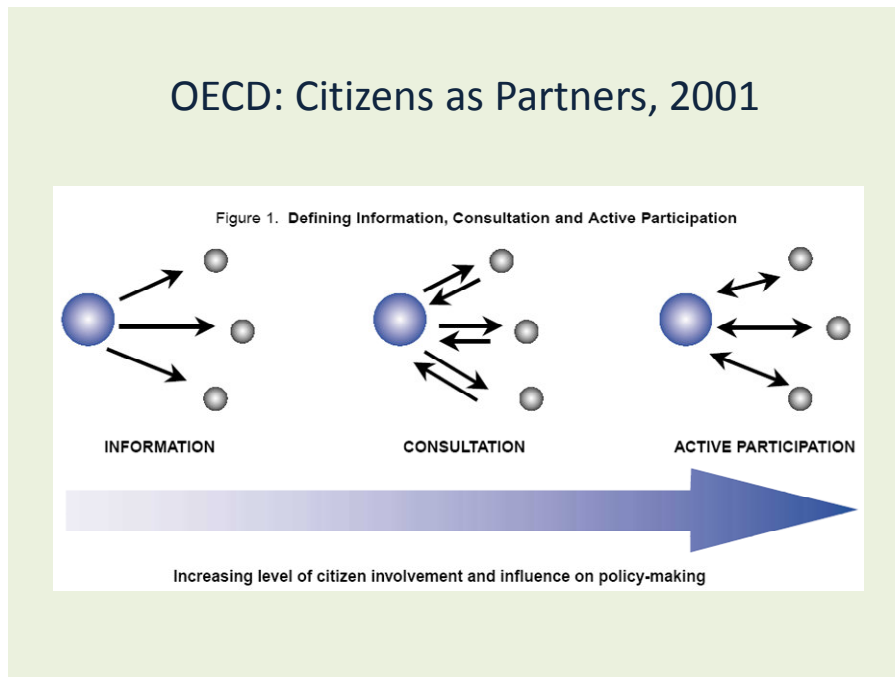 OECD: Citizens as Partners, 2001
Figure 1. Defining Information, Consultation and Active Participation
INFORMATION
CONSULTATION
ACTIVE PARTICIPATION
Increasing level of citizen involvement and influence on policy-making